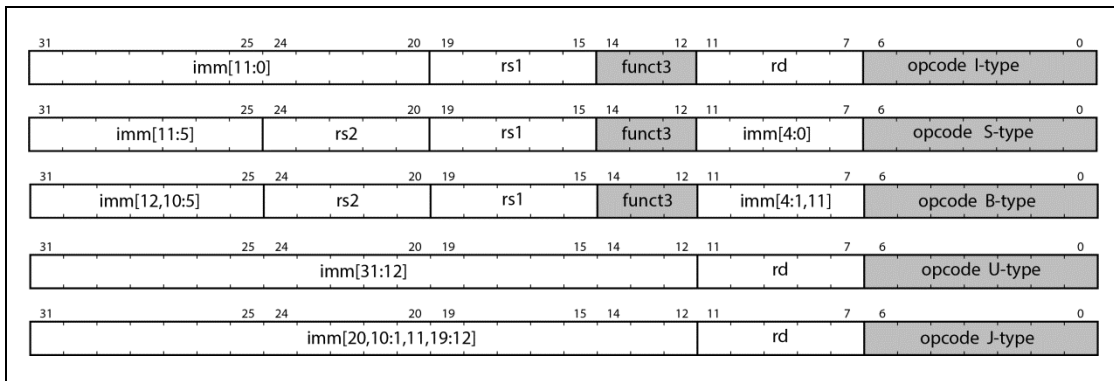 31 25 24 20 19 15 14 12 11 7 6 0
imm[11:0] rs1 funct3 rd opcode I-type
31 25 24 20 19 15 14 12 11 7 6 0
imm[11:5] rs2 rs1 funct3 imm[4:0] opcode S-type
31 25 24 20 19 15 14 12 11 7 6 0
imm[12,10:5] rs2 rs1 funct3 imm[4:1,11] opcode B-type
31 25 24 20 19 15 14 12 11 7 6 0
imm[31:12] rd opcode U-type
31 25 24 20 19 15 14 12 11 7 6 0
imm[20,10:1,11,19:12] rd opcode J-type